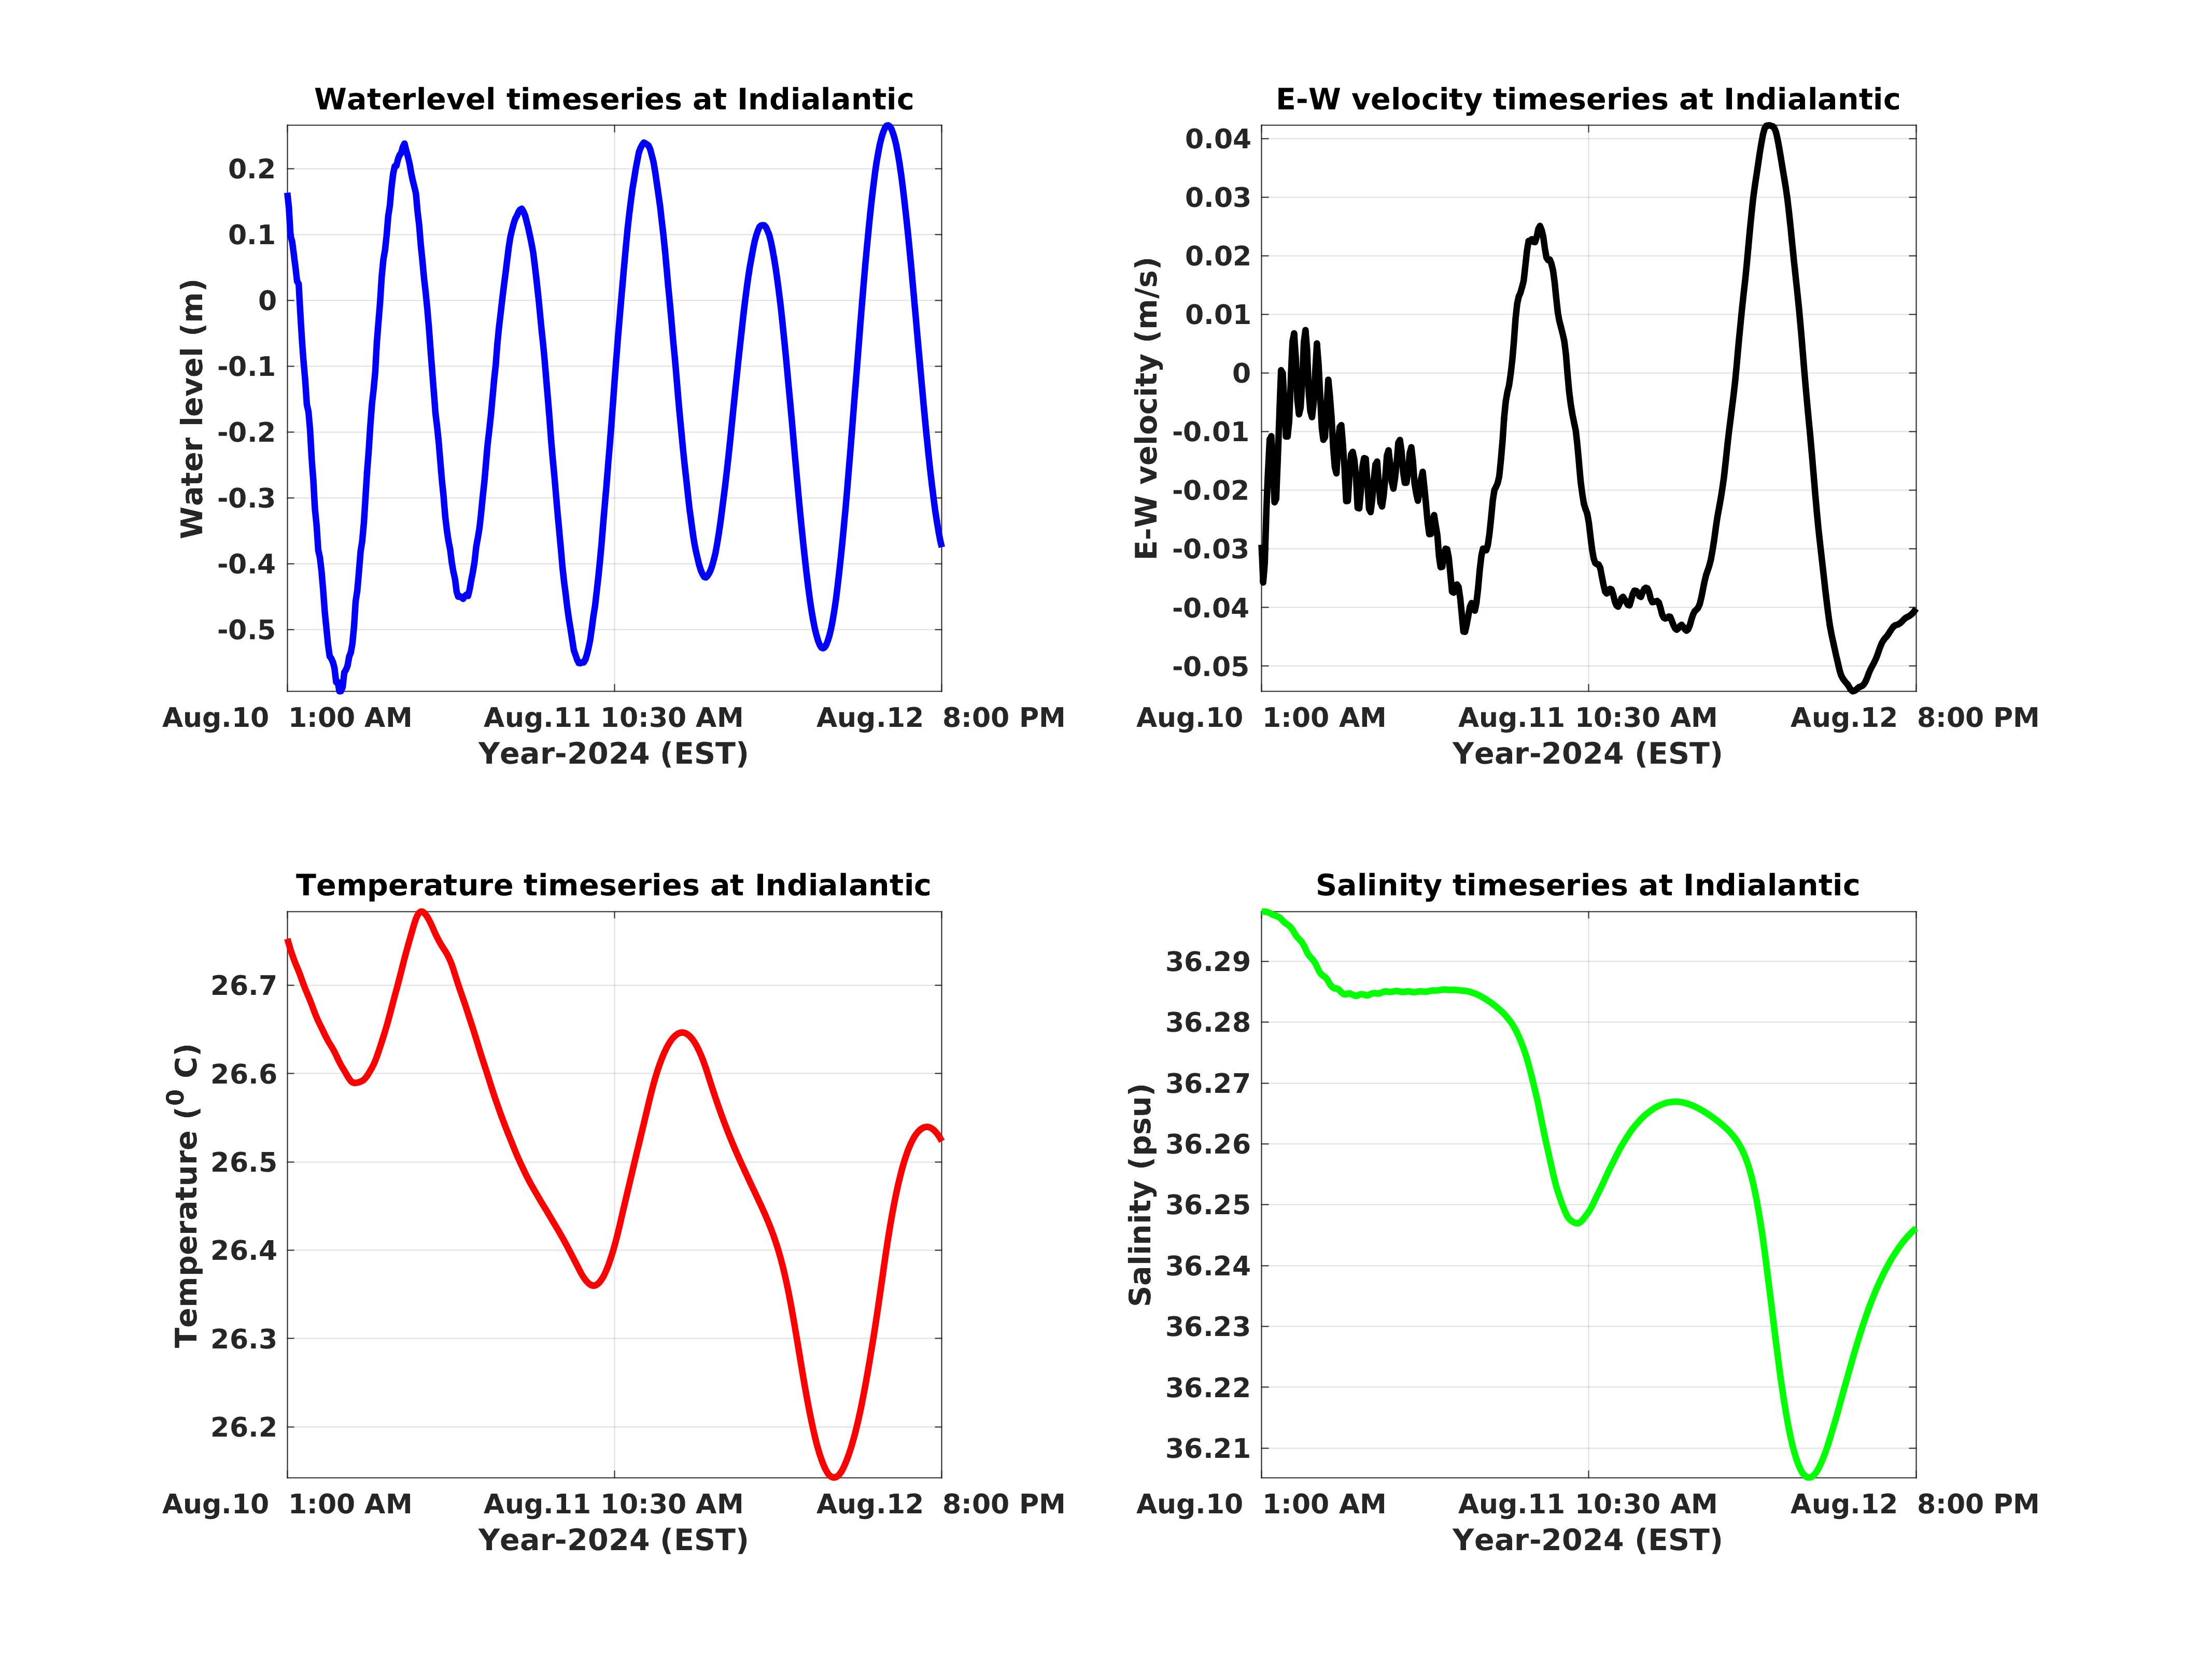 Waterlevel timeseries at Indialantic
0.2
0.1
0
-0.1
-0.2
-0.3
-0.4
-0.5
Water level (m)
Aug.10 1:00 AM Aug.11 10:30 AM Aug.12 8:00 PM
Year-2024 (EST)
E-W velocity timeseries at Indialantic
0.04
0.03
0.02
0.01
0
-0.01
-0.02
-0.03
-0.04
-0.05
E-W velocity (m/s)
Aug.10 1:00 AM Aug.11 10:30 AM Aug.12 8:00 PM
Year-2024 (EST)
Temperature timeseries at Indialantic
26.7
26.6
26.5
26.4
26.3
26.2
Temperature (⁰ C)
Aug.10 1:00 AM Aug.11 10:30 AM Aug.12 8:00 PM
Year-2024 (EST)
Salinity timeseries at Indialantic
36.29
36.28
36.27
36.26
36.25
36.24
36.23
36.22
36.21
Salinity (psu)
Aug.10 1:00 AM Aug.11 10:30 AM Aug.12 8:00 PM
Year-2024 (EST)